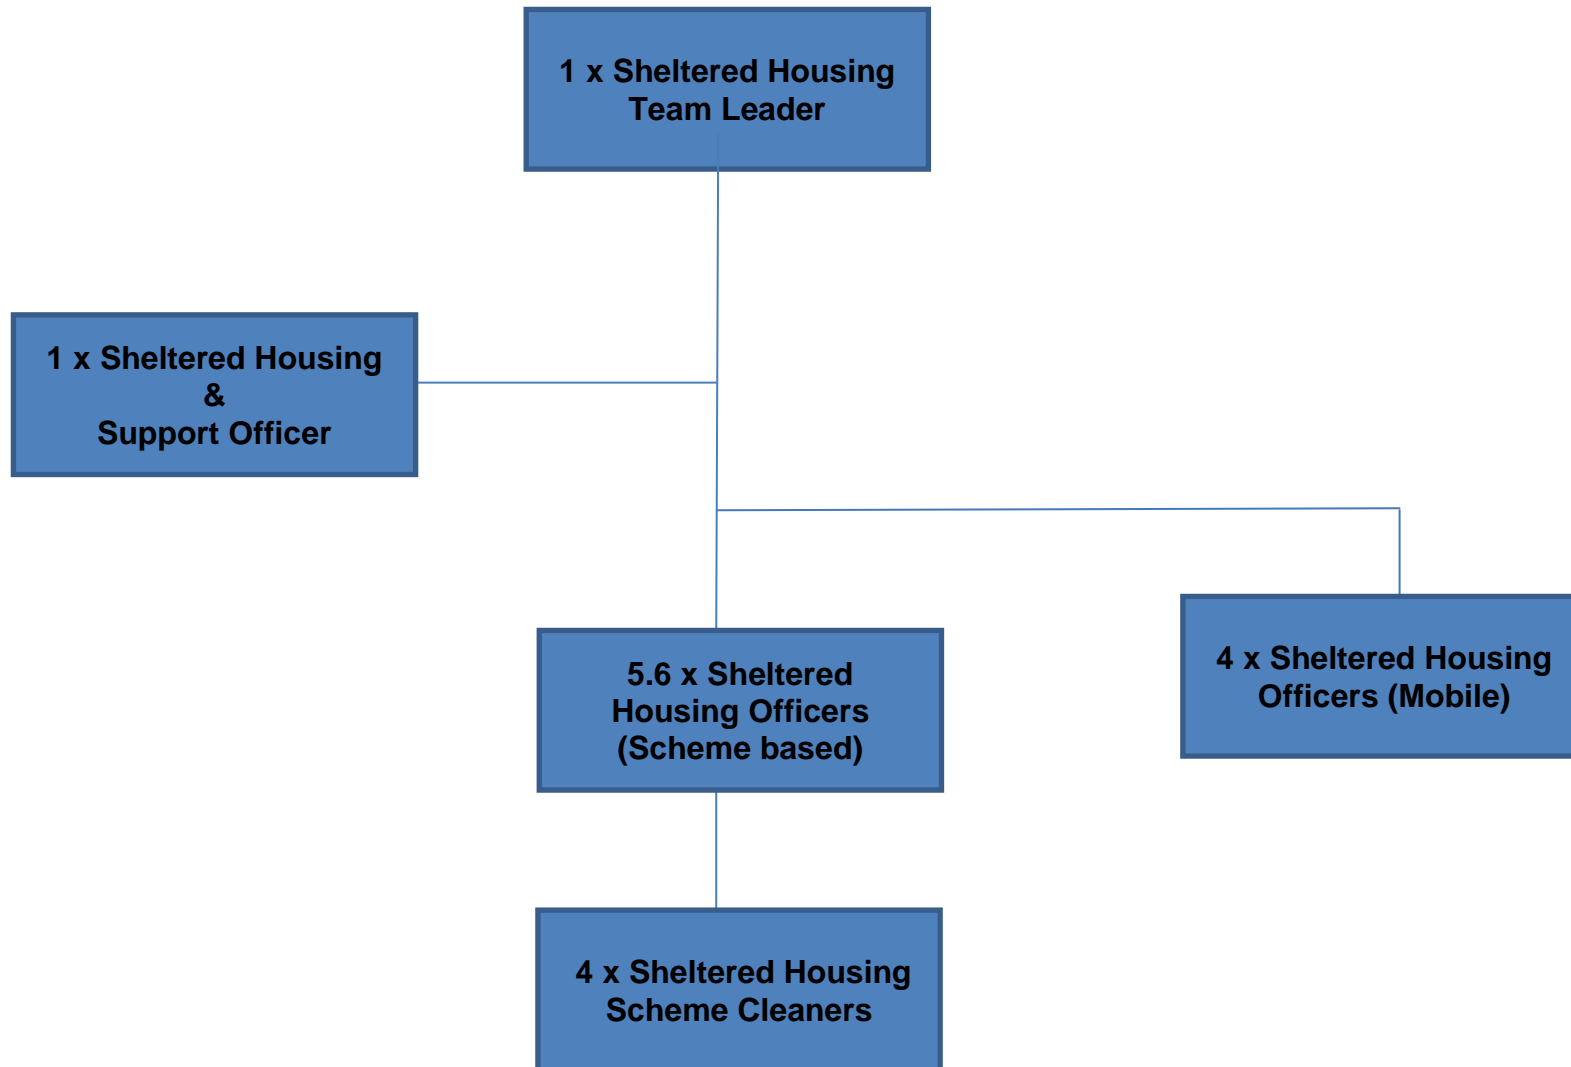 1 x Sheltered Housing
Team Leader
1 x Sheltered Housing
&
Support Officer
5.6 x Sheltered
Housing Officers
(Scheme based)
4 x Sheltered Housing
Officers (Mobile)
4 x Sheltered Housing
Scheme Cleaners